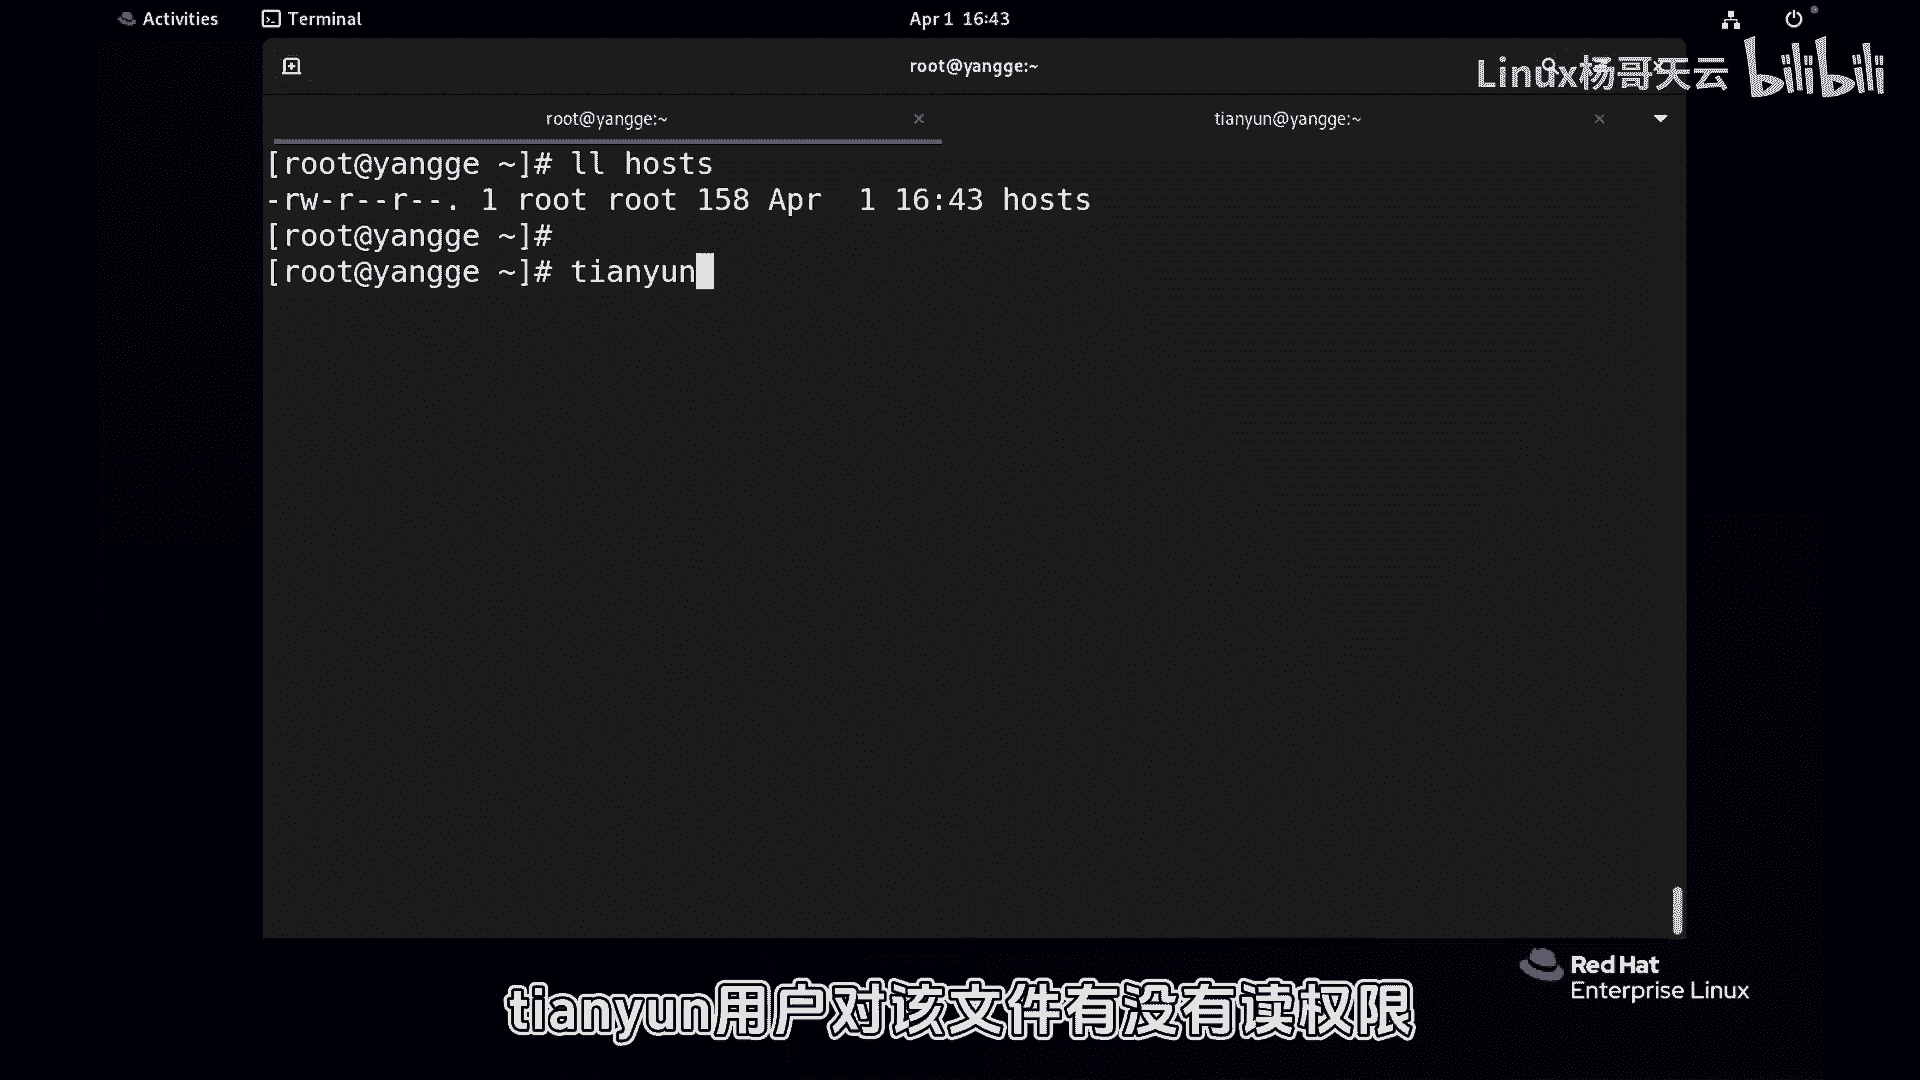 Activities Terminal Apr 1 16:43
root@yangge:~
Linux杨哥天云 bilibili
root@yangge:~ tianyun@yangge:~
[root@yangge ~]# ll hosts
-rw-r--r--. 1 root root 158 Apr  1 16:43 hosts
[root@yangge ~]#
[root@yangge ~]# tianyun
Red Hat
Enterprise Linux
tianyun用户对该文件有没有读权限